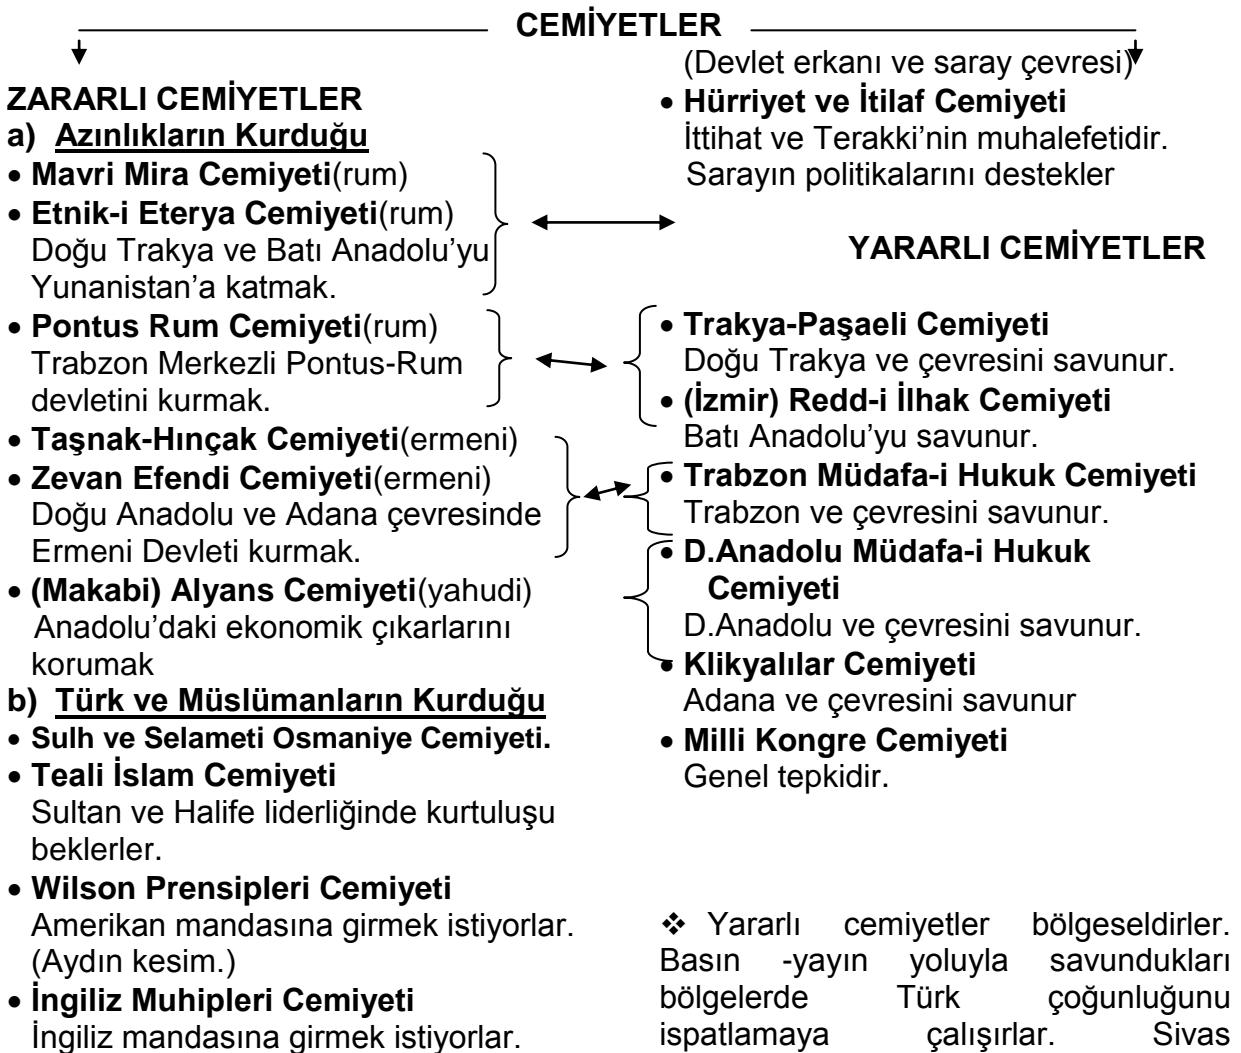 CEMİYETLER
ZARARLI CEMİYETLER
a) Azınlıkların Kurduğu
• Mavri Mira Cemiyeti(rum)
• Etnik-i Eterya Cemiyeti(rum)
Doğu Trakya ve Batı Anadolu’yu
Yunanistan’a katmak.
• Pontus Rum Cemiyeti(rum)
Trabzon Merkezli Pontus-Rum
devletini kurmak.
• Taşnak-Hınçak Cemiyeti(ermeni)
• Zevan Efendi Cemiyeti(ermeni)
Doğu Anadolu ve Adana çevresinde
Ermeni Devleti kurmak.
• (Makabi) Alyans Cemiyeti(yahudi)
Anadolu’daki ekonomik çıkarlarını
korumak
b) Türk ve Müslümanların Kurduğu
• Sulh ve Selameti Osmaniye Cemiyeti.
• Teali İslam Cemiyeti
Sultan ve Halife liderliğinde kurtuluşu
beklerler.
• Wilson Prensipleri Cemiyeti
Amerikan mandasına girmek istiyorlar.
(Aydın kesim.)
• İngiliz Muhipleri Cemiyeti
İngiliz mandasına girmek istiyorlar.
(Devlet erkanı ve saray çevresi)
• Hürriyet ve İtilaf Cemiyeti
İttihat ve Terakki’nin muhalefetidir.
Sarayın politikalarını destekler
YARARLI CEMİYETLER
• Trakya-Paşaeli Cemiyeti
Doğu Trakya ve çevresini savunur.
• (İzmir) Redd-i İlhak Cemiyeti
Batı Anadolu’yu savunur.
• Trabzon Müdafa-i Hukuk Cemiyeti
Trabzon ve çevresini savunur.
• D.Anadolu Müdafa-i Hukuk
Cemiyeti
D.Anadolu ve çevresini savunur.
• Klikyalılar Cemiyeti
Adana ve çevresini savunur
• Milli Kongre Cemiyeti
Genel tepkidir.
❖ Yararlı cemiyetler bölgeseldirler.
Basın -yayın yoluyla savundukları
bölgelerde Türk çoğunluğunu
ispatlamaya çalışırlar. Sivas